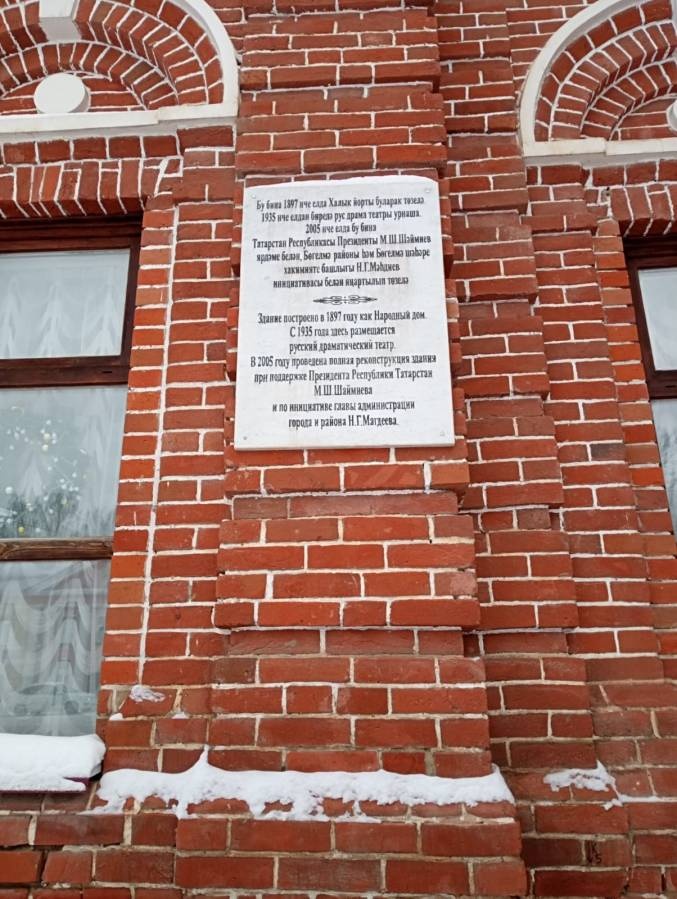 Бу бина 1897 нче елда Халык йорты буларак төзелә.
1935 нче елдан бирелә рус драма театры урнаша.
2005 нче елда бу бина
Татарстан Республикасы Президенты М.Ш.Шәймиев
ярдәме белән, Бөгелмә районы һәм Бөгелмә шәһәре
хакимияте башлыгы Н.Г.Мәһдиев
инициативасы белән яңартылып төзелә
Здание построено в 1897 году как Народный дом.
С 1935 года здесь размещается
русский драматический театр.
В 2005 году проведена полная реконструкция здания
при поддержке Президента Республики Татарстан
М.Ш.Шаймиева
и по инициативе главы администрации
города и района Н.Г.Магдеева.